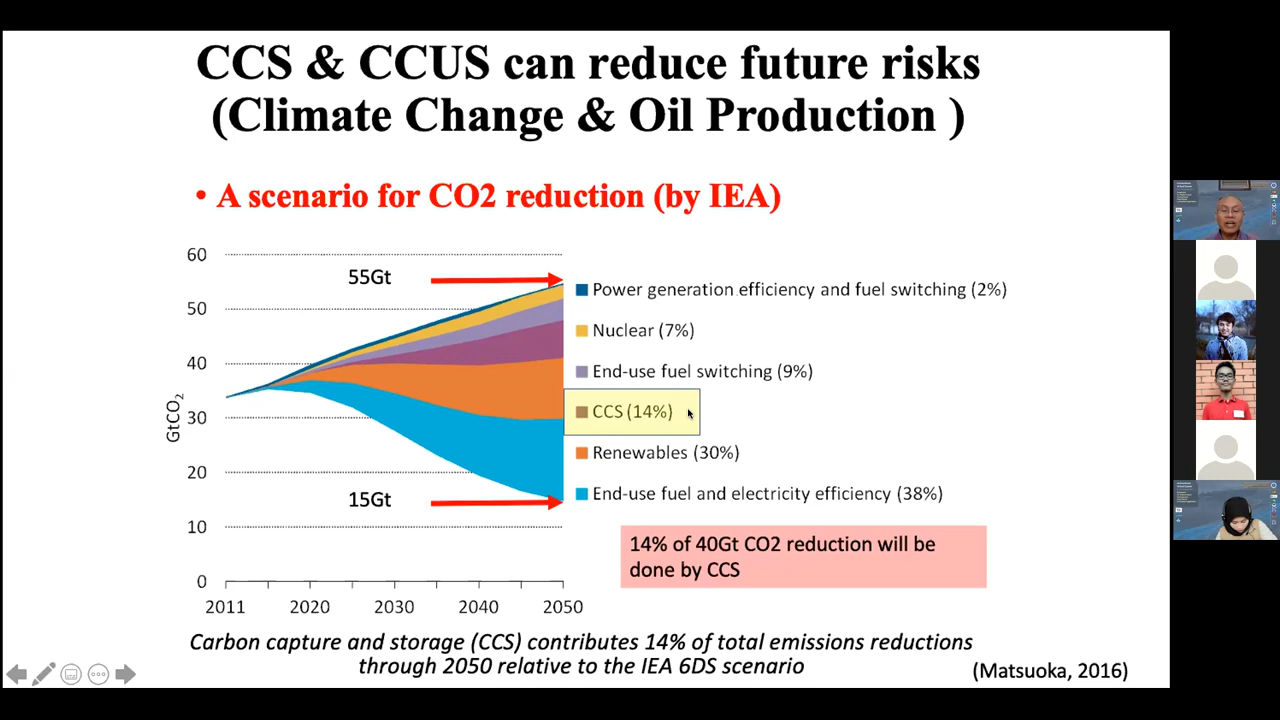 CCS & CCUS can reduce future risks
(Climate Change & Oil Production )
• A scenario for CO2 reduction (by IEA)
60
50
40
30
20
10
0
GtCO₂
55Gt
15Gt
2011 2020 2030 2040 2050
Power generation efficiency and fuel switching (2%)
Nuclear (7%)
End-use fuel switching (9%)
CCS (14%)
Renewables (30%)
End-use fuel and electricity efficiency (38%)
14% of 40Gt CO2 reduction will be
done by CCS
Carbon capture and storage (CCS) contributes 14% of total emissions reductions
through 2050 relative to the IEA 6DS scenario
(Matsuoka, 2016)